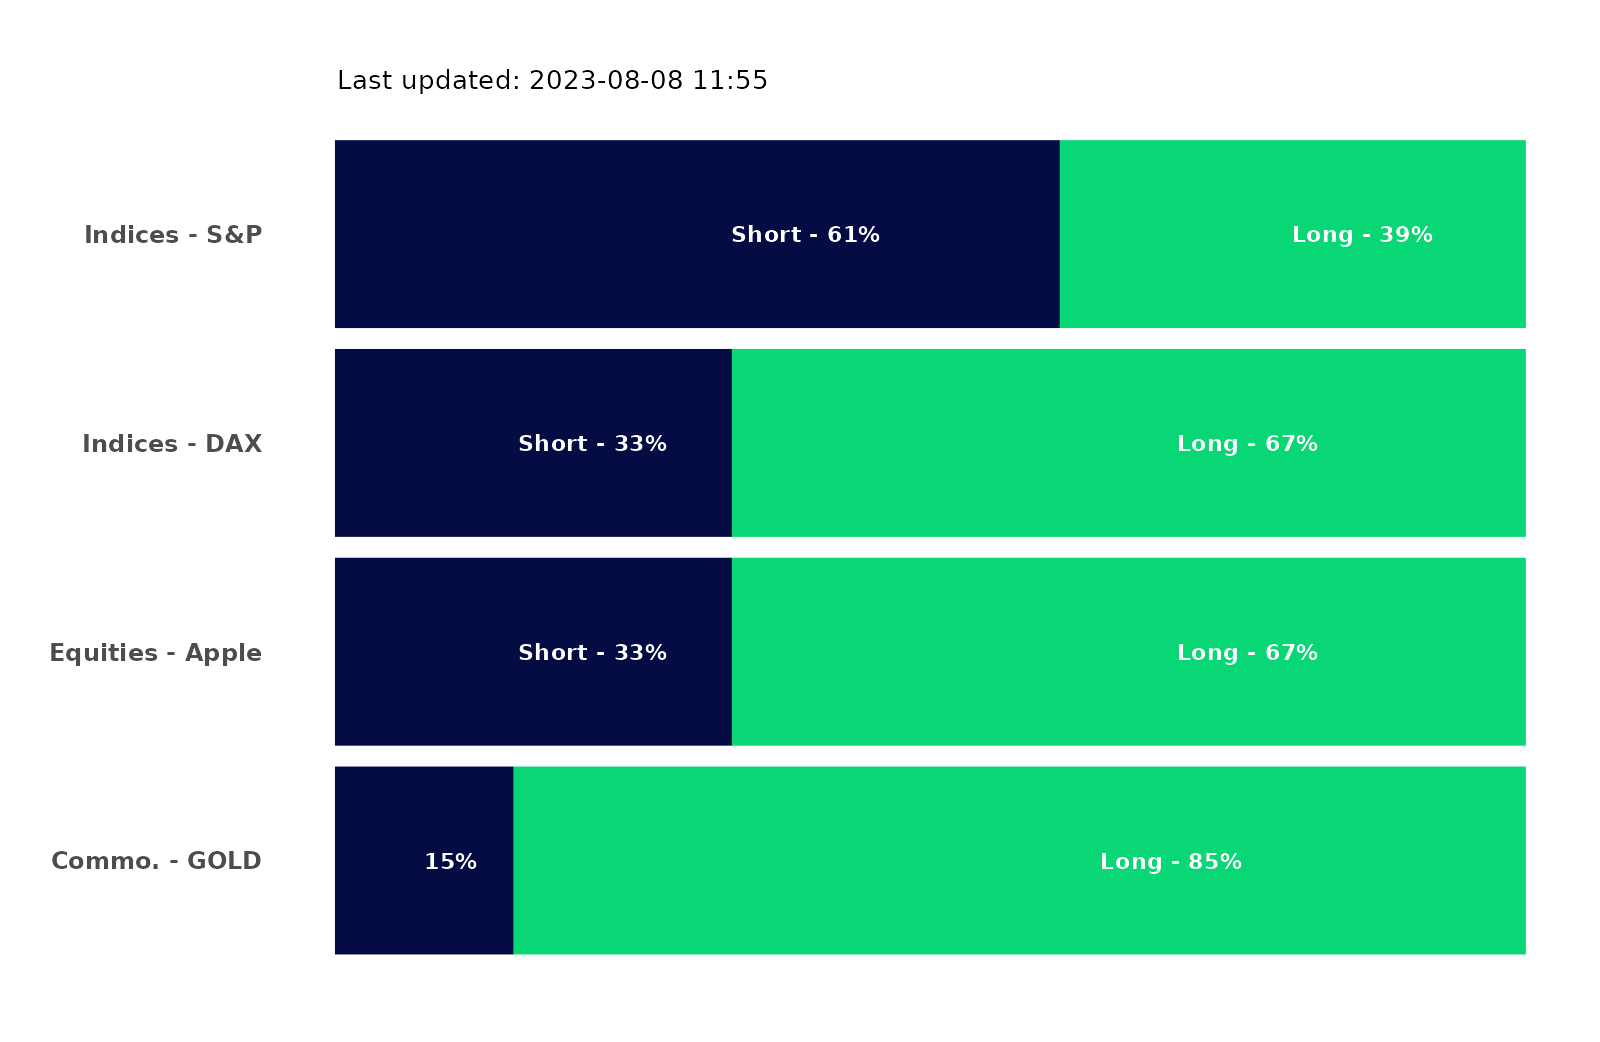 Last updated: 2023-08-08 11:55
Indices - S&P Short - 61% Long - 39%
Indices - DAX Short - 33% Long - 67%
Equities - Apple Short - 33% Long - 67%
Commo. - GOLD 15% Long - 85%